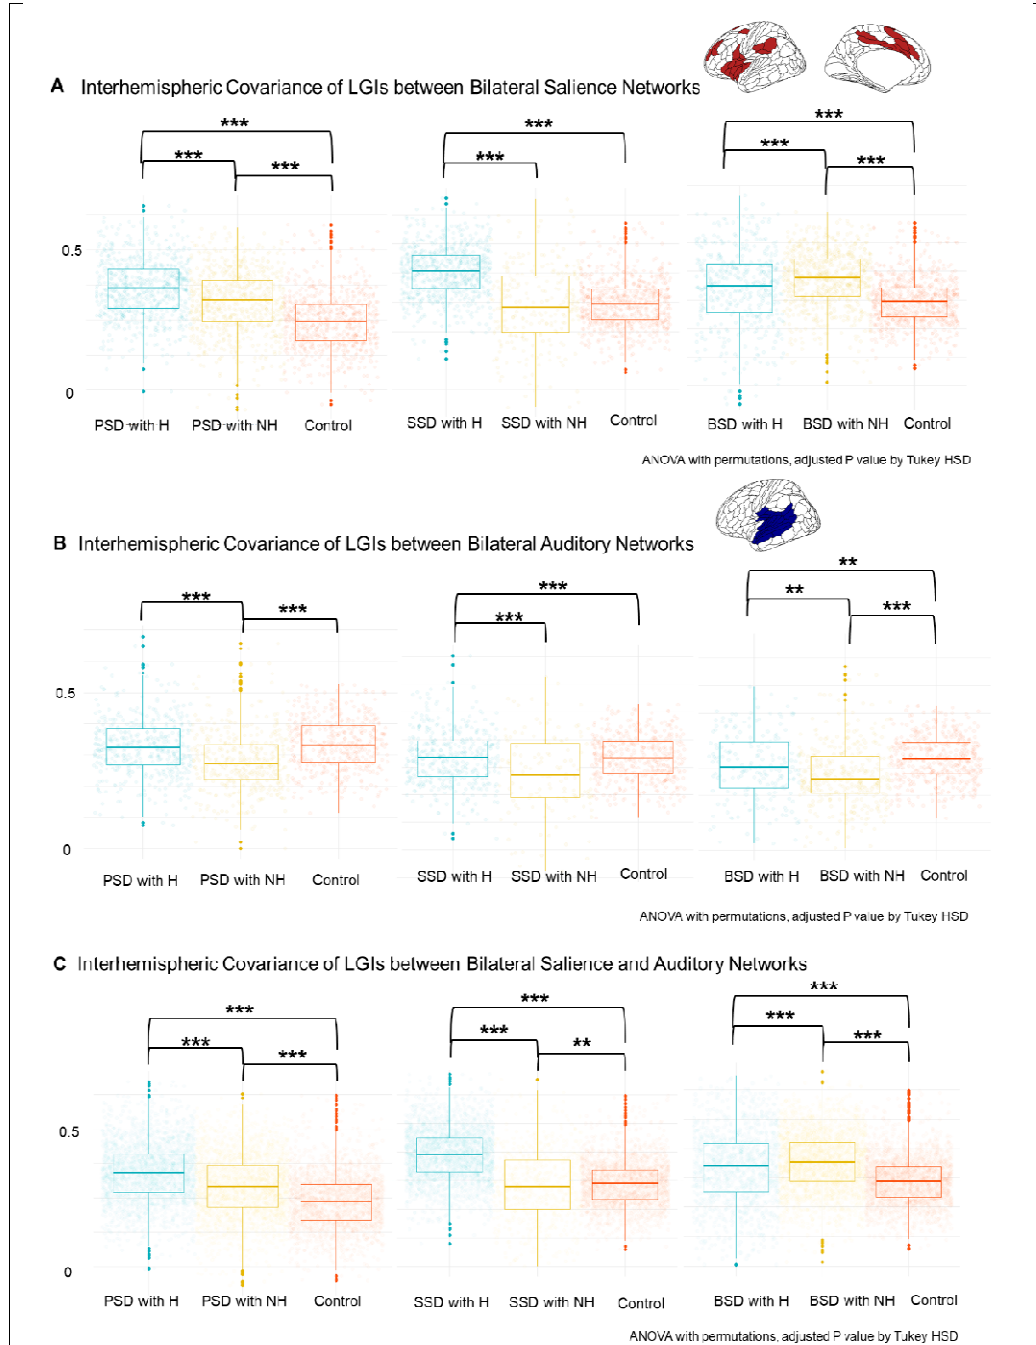 A Interhemispheric Covariance of LGIs between Bilateral Salience Networks
*** *** ***
*** *** *** *** ***
0.5
0
PSD with H PSD with NH Control SSD with H SSD with NH Control BSD with H BSD with NH Control
ANOVA with permutations, adjusted P value by Tukey HSD
B Interhemispheric Covariance of LGIs between Bilateral Auditory Networks
*** *** *** *** ** ** ***
0.5
0
PSD with H PSD with NH Control SSD with H SSD with NH Control BSD with H BSD with NH Control
ANOVA with permutations, adjusted P value by Tukey HSD
C Interhemispheric Covariance of LGIs between Bilateral Salience and Auditory Networks
*** *** ***
*** *** *** ** *** ***
0.5
0
PSD with H PSD with NH Control SSD with H SSD with NH Control BSD with H BSD with NH Control
ANOVA with permutations, adjusted P value by Tukey HSD